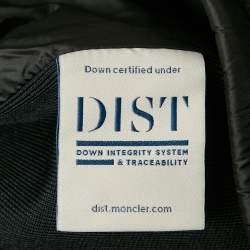 Down certified under
DIST
DOWN INTEGRITY SYSTEM
& TRACEABILITY
dist.moncler.com